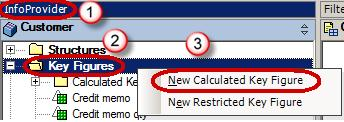 InfoProvider
1
Filte
Customer
2
3
Structures
Key Figures
Calculated Ke
New Calculated Key Figure
Credit memo
New Restricted Key Figure
Credit memo